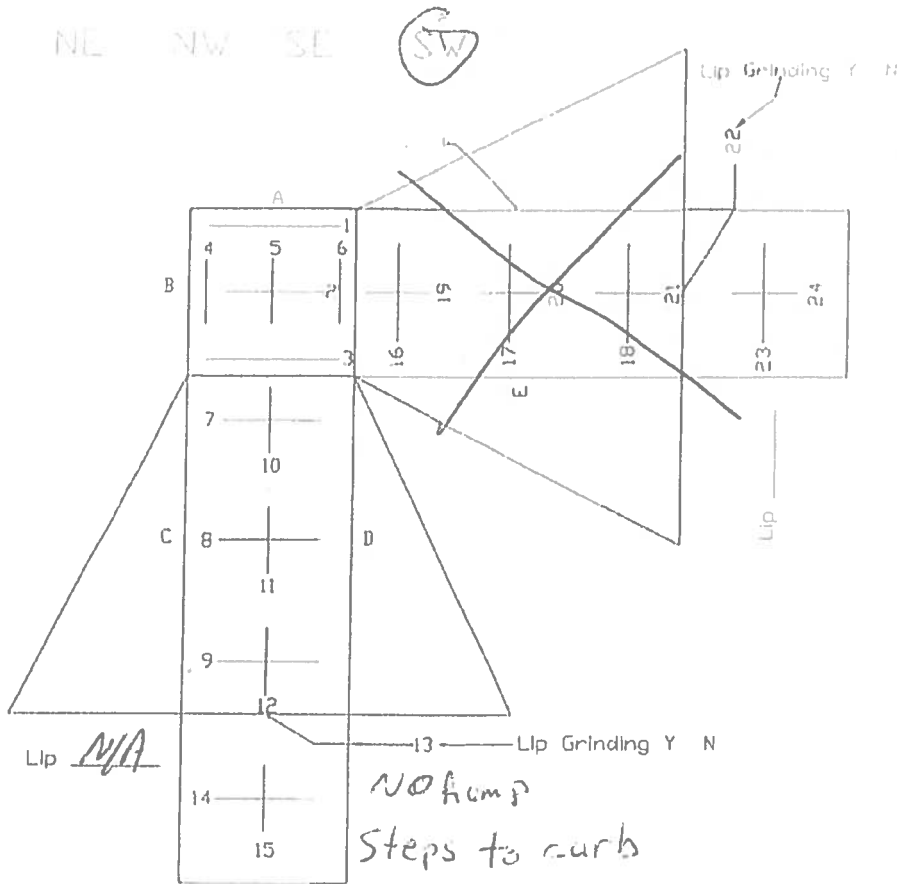 NE NW SE SW
Lip Grinding Y N
22
A
1
4 5 6
B 2 19 20 21 24
3 16 17 18 23
E
7
10
C 8 D
11
Lip
9
12
Lip N/A 13 Lip Grinding Y N
14 NO ramp
15 Steps to curb